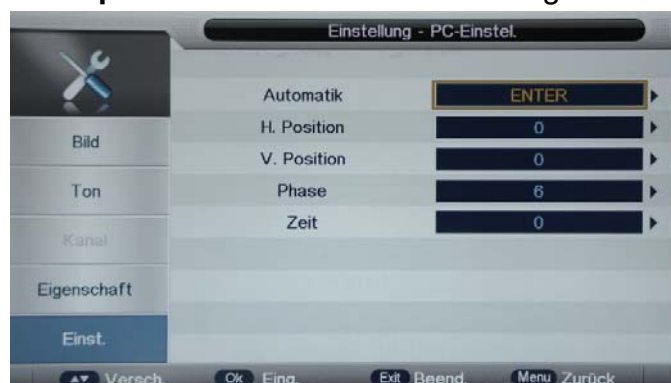 Einstellung - PC-Einstel.
Automatik ENTER
H. Position 0
V. Position 0
Phase 6
Zeit 0
Bild
Ton
Kanal
Eigenschaft
Einst.
Versch. Ok Eing. Exit Beend. Menu Zurück